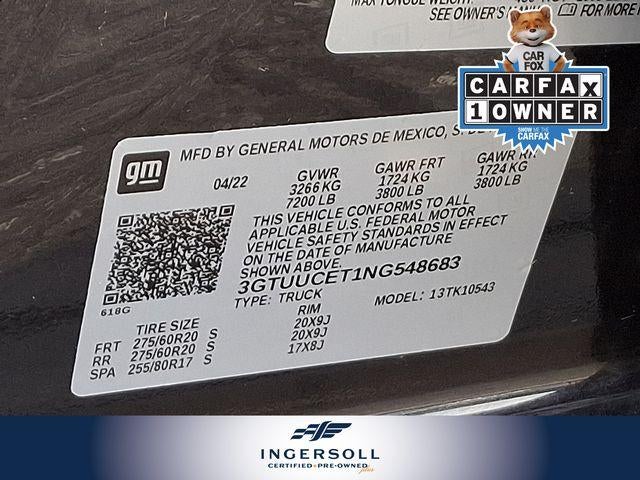 MAX TONGUE WEIGHT:
SEE OWNER'S MANUAL FOR MORE
CAR
FOX
CARFAX
1 OWNER
SHOW ME THE
CARFAX
gm
MFD BY GENERAL MOTORS DE MEXICO, S. DE
04/22
GVWR
3266 KG
7200 LB
GAWR FRT
1724 KG
3800 LB
GAWR RR
1724 KG
3800 LB
THIS VEHICLE CONFORMS TO ALL
APPLICABLE U.S. FEDERAL MOTOR
VEHICLE SAFETY STANDARDS IN EFFECT
ON THE DATE OF MANUFACTURE
SHOWN ABOVE.
3GTUUCET1NG548683
TYPE: TRUCK MODEL: 13TK10543
618G
TIRE SIZE RIM
FRT 275/60R20 S 20X9J
RR 275/60R20 S 20X9J
SPA 255/80R17 S 17X8J
INGERSOLL
CERTIFIED • PRE-OWNED plus